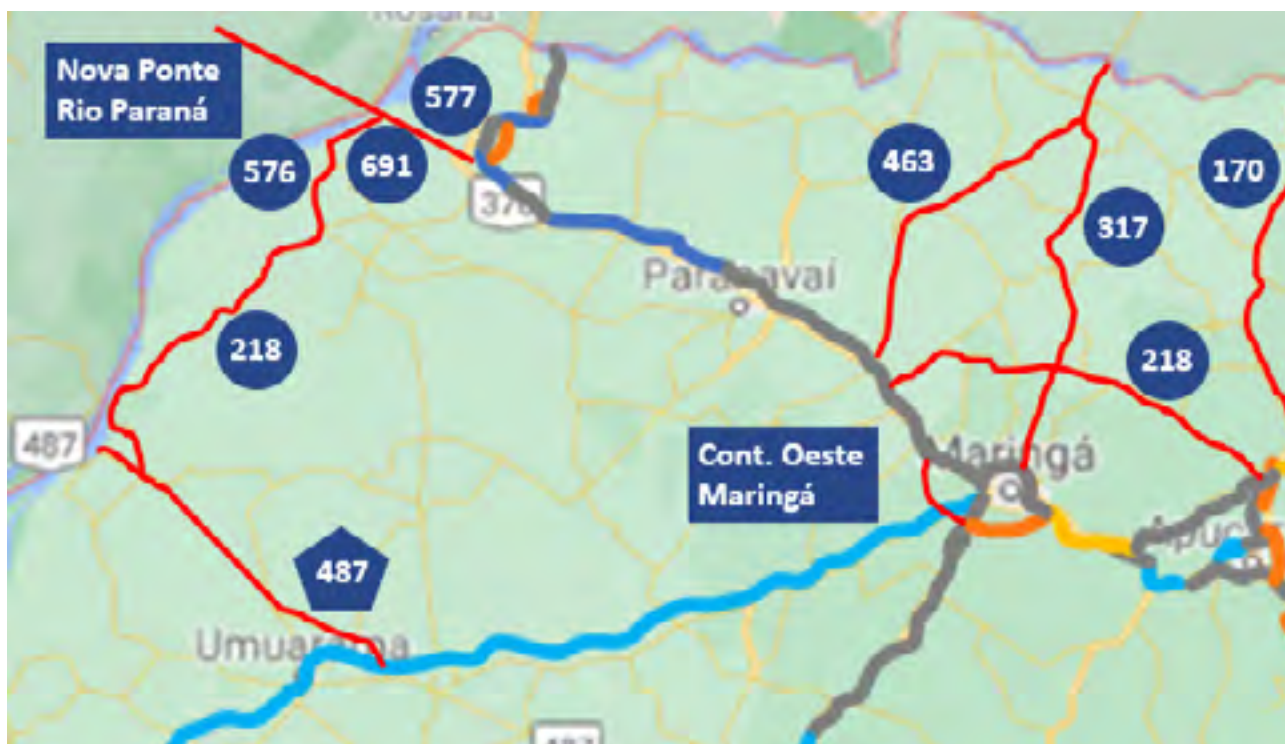 Nova Ponte
Rio Paraná
577
576
691
463
170
376
317
Paranavaí
218
218
487
Cont. Oeste
Maringá
Maringá
487
Umuarama